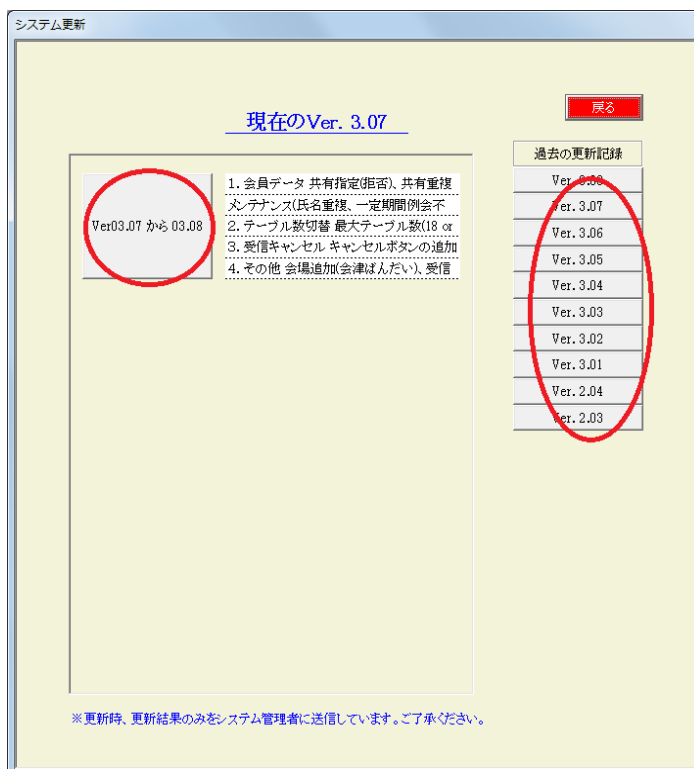 システム更新
戻る
現在のVer. 3.07
過去の更新記録
Ver03.07 から 03.08
1. 会員データ 共有指定(拒否)、共有重複
メンテナンス(氏名重複、一定期間例会不
2. テーブル数切替 最大テーブル数(18 or
3. 受信キャンセル キャンセルボタンの追加
4. その他 会場追加(会津ばんだい)、受信
Ver.
Ver. 3.07
Ver. 3.06
Ver. 3.05
Ver. 3.04
Ver. 3.03
Ver. 3.02
Ver. 3.01
Ver. 2.04
Ver. 2.03
※更新時、更新結果のみをシステム管理者に送信しています。ご了承ください。